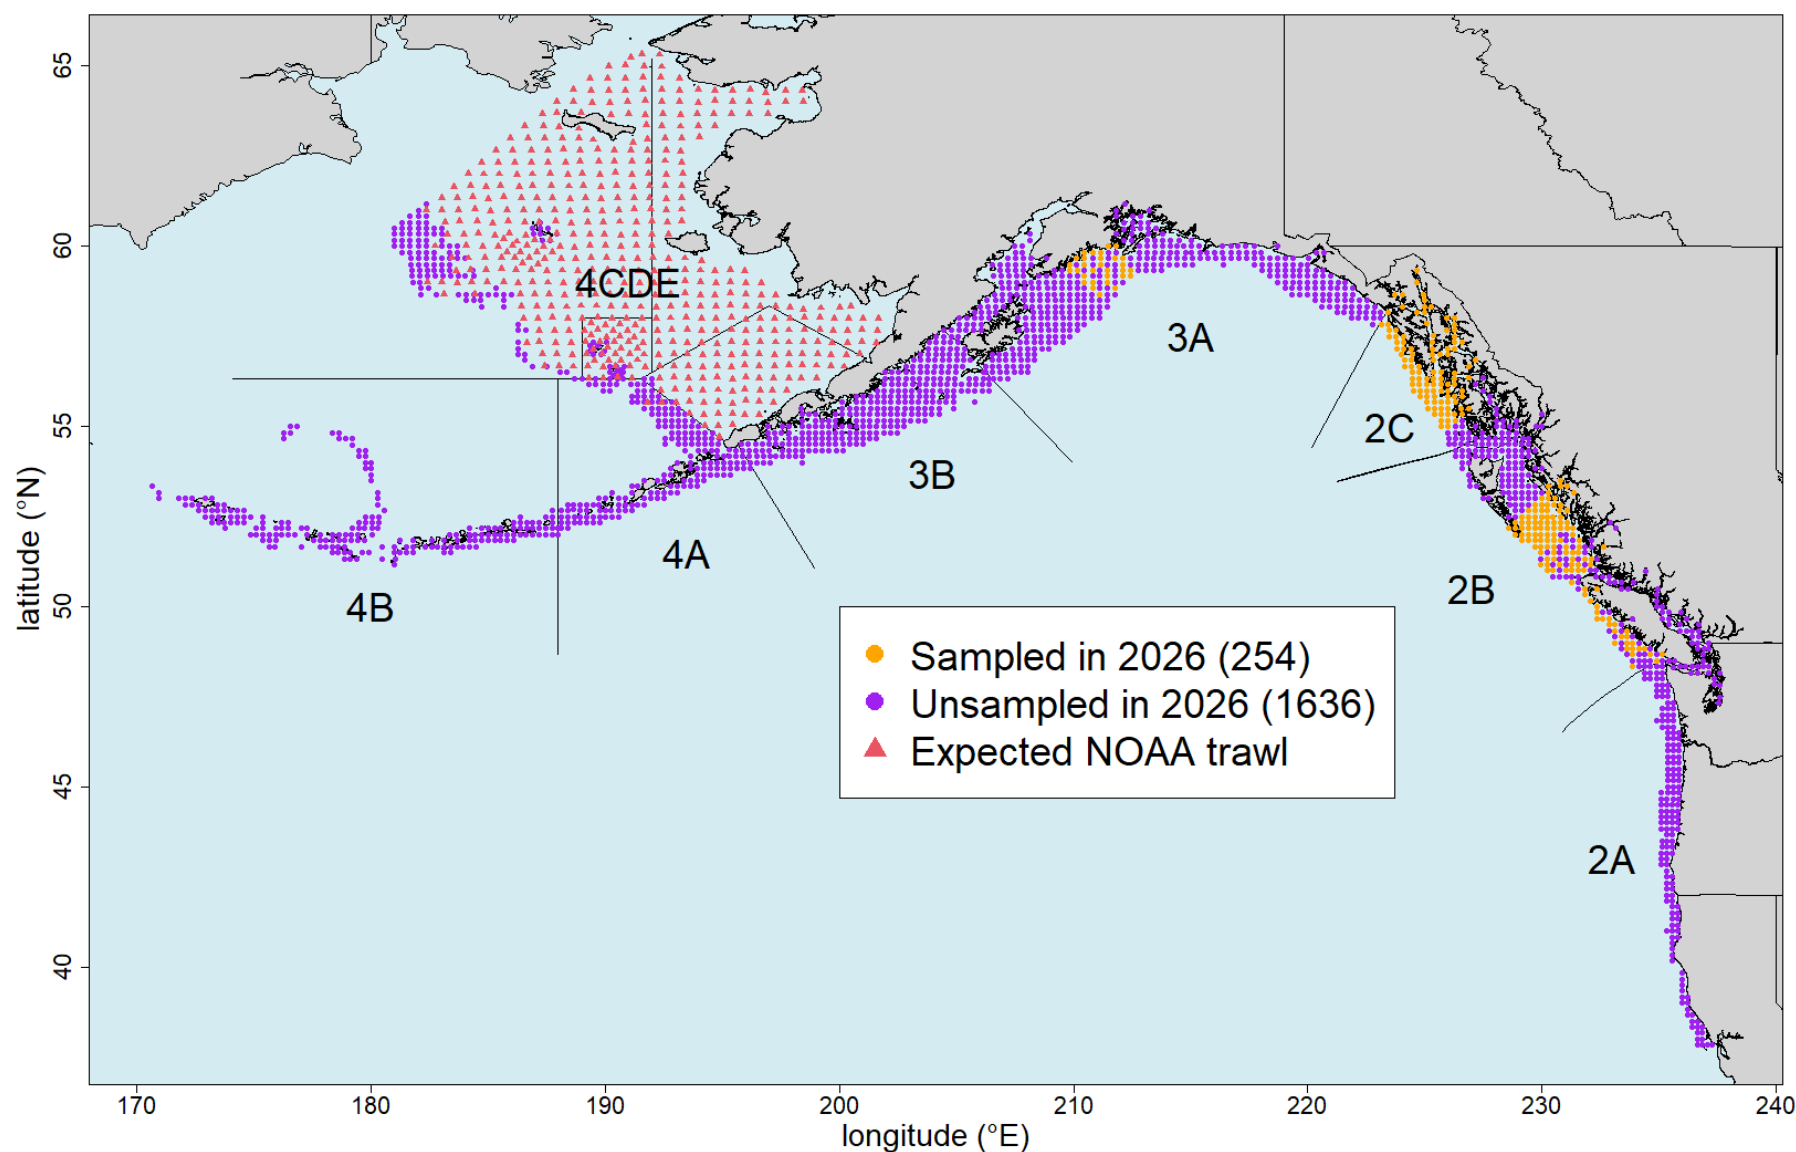 65
60
55
50
45
40
latitude (°N)
4CDE
3A
2C
3B
4A
2B
4B
Sampled in 2026 (254)
Unsampled in 2026 (1636)
Expected NOAA trawl
2A
170
180
190
200
210
220
230
240
longitude (°E)